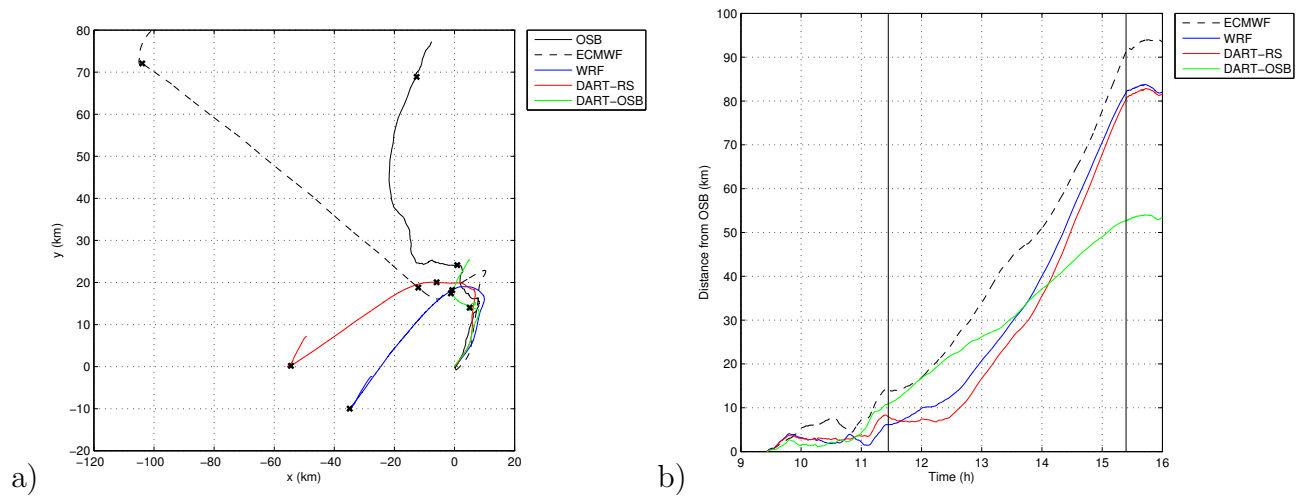 a)
80
70
60
50
40
30
20
10
0
−10
−20
−120 −100 −80 −60 −40 −20 0 20
x (km)
y (km)
OSB
ECMWF
WRF
DART−RS
DART−OSB
b)
100
90
80
70
60
50
40
30
20
10
0
9 10 11 12 13 14 15 16
Time (h)
Distance from OSB (km)
ECMWF
WRF
DART−RS
DART−OSB